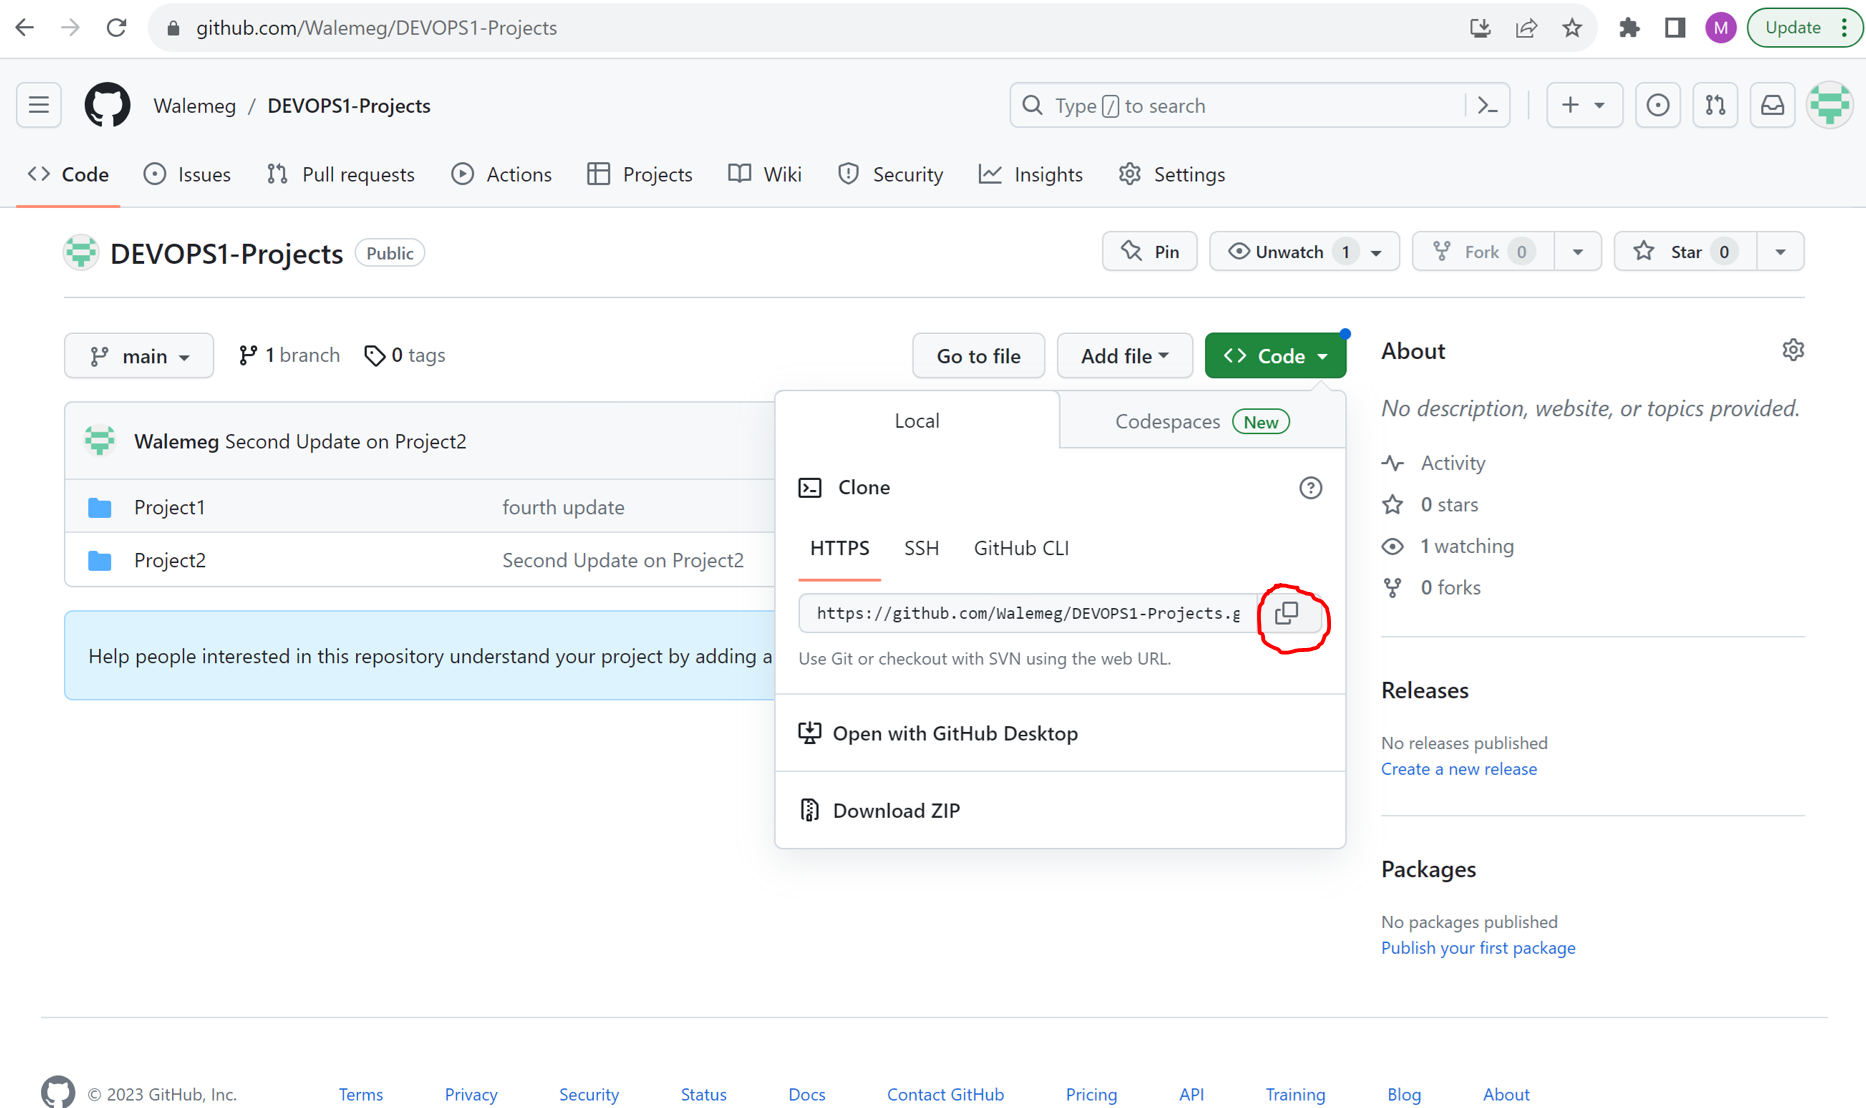 github.com/Walemeg/DEVOPS1-Projects
M
Update
Walemeg / DEVOPS1-Projects
Type / to search
Code Issues Pull requests Actions Projects Wiki Security Insights Settings
DEVOPS1-Projects Public
Pin Unwatch 1 Fork 0 Star 0
main 1 branch 0 tags Go to file Add file Code
Local Codespaces New
Walemeg Second Update on Project2
Project1 fourth update
Project2 Second Update on Project2
Help people interested in this repository understand your project by adding a
Clone
HTTPS SSH GitHub CLI
https://github.com/Walemeg/DEVOPS1-Projects.g
Use Git or checkout with SVN using the web URL.
Open with GitHub Desktop
Download ZIP
About
No description, website, or topics provided.
Activity
0 stars
1 watching
0 forks
Releases
No releases published
Create a new release
Packages
No packages published
Publish your first package
© 2023 GitHub, Inc. Terms Privacy Security Status Docs Contact GitHub Pricing API Training Blog About